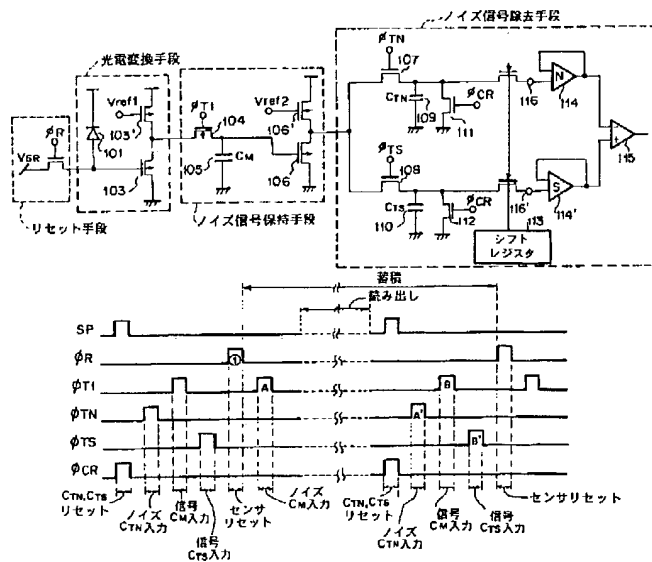 ノイズ信号除去手段
光電変換手段
φTN
107
φR
Vref1
103'
φT1
104
Vref2
106'
CTN
109
φCR
111
N
116
114
VGR
101
103
105
CM
106
φTS
108
115
リセット手段
ノイズ信号保持手段
CTS
110
φCR
112
S
116'
114'
113
シフト
レジスタ
蓄積
読み出し
SP
φR
①
φT1
A
B
φTN
A'
φTS
B'
φCR
CTN,CTS
リセット
ノイズ
CTN入力
信号
CM入力
信号
CTS入力
センサ
リセット
ノイズ
CM入力
CTN,CTS
リセット
ノイズ
CTN入力
信号
CM入力
信号
CTS入力
センサリセット